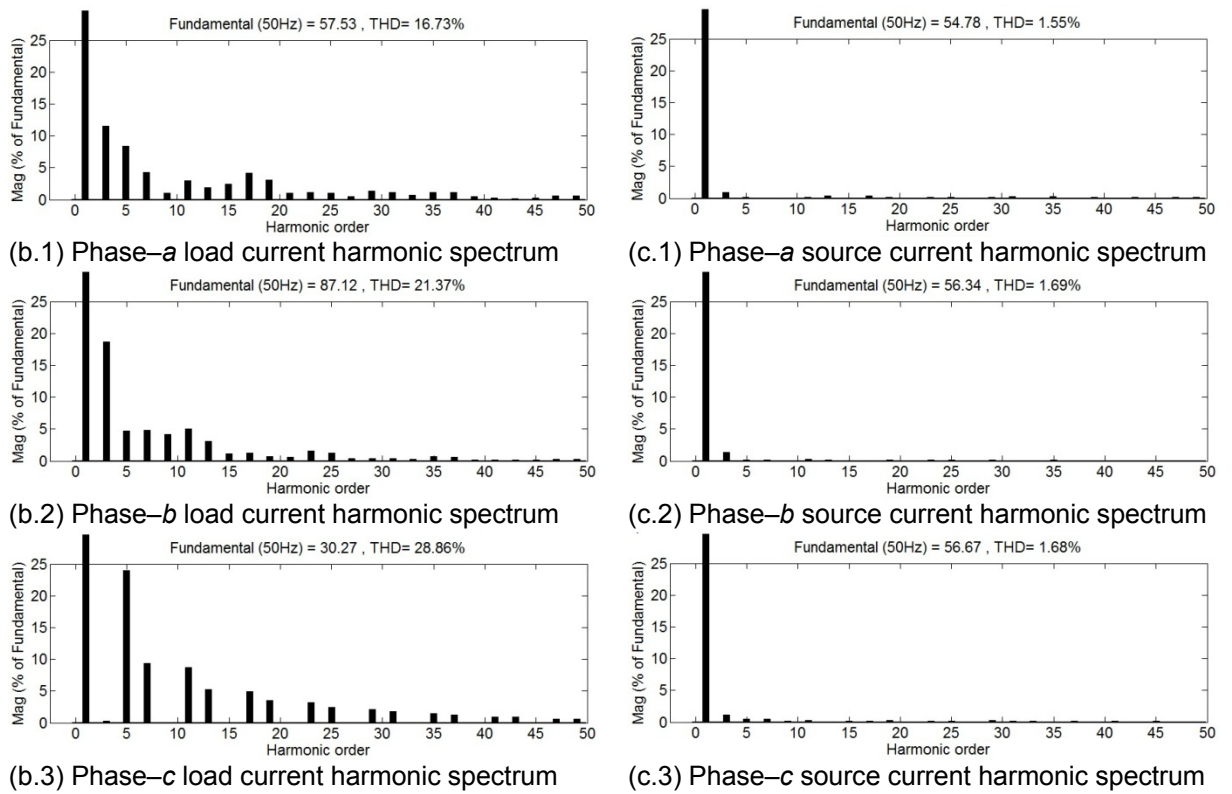 Fundamental (50Hz) = 57.53 , THD= 16.73%
Mag (% of Fundamental)
25
20
15
10
5
0
0 5 10 15 20 25 30 35 40 45 50
Harmonic order
(b.1) Phase–a load current harmonic spectrum
Fundamental (50Hz) = 54.78 , THD= 1.55%
Mag (% of Fundamental)
25
20
15
10
5
0
0 5 10 15 20 25 30 35 40 45 50
Harmonic order
(c.1) Phase–a source current harmonic spectrum
Fundamental (50Hz) = 87.12 , THD= 21.37%
Mag (% of Fundamental)
25
20
15
10
5
0
0 5 10 15 20 25 30 35 40 45 50
Harmonic order
(b.2) Phase–b load current harmonic spectrum
Fundamental (50Hz) = 56.34 , THD= 1.69%
Mag (% of Fundamental)
25
20
15
10
5
0
0 5 10 15 20 25 30 35 40 45 50
Harmonic order
(c.2) Phase–b source current harmonic spectrum
Fundamental (50Hz) = 30.27 , THD= 28.86%
Mag (% of Fundamental)
25
20
15
10
5
0
0 5 10 15 20 25 30 35 40 45 50
Harmonic order
(b.3) Phase–c load current harmonic spectrum
Fundamental (50Hz) = 56.67 , THD= 1.68%
Mag (% of Fundamental)
25
20
15
10
5
0
0 5 10 15 20 25 30 35 40 45 50
Harmonic order
(c.3) Phase–c source current harmonic spectrum